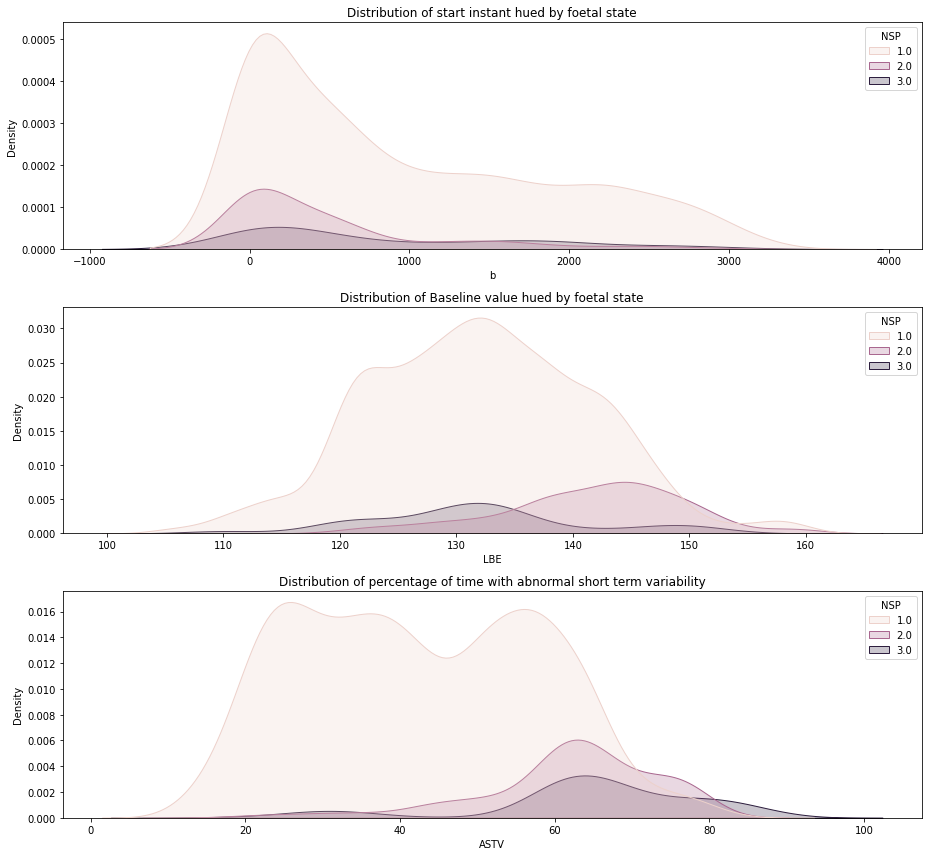 Distribution of start instant hued by foetal state
NSP
1.0
2.0
3.0
0.0005
0.0004
0.0003
0.0002
0.0001
0.0000
Density
−1000 0 1000 2000 3000 4000
b
Distribution of Baseline value hued by foetal state
NSP
1.0
2.0
3.0
0.030
0.025
0.020
0.015
0.010
0.005
0.000
Density
100 110 120 130 140 150 160
LBE
Distribution of percentage of time with abnormal short term variability
NSP
1.0
2.0
3.0
0.016
0.014
0.012
0.010
0.008
0.006
0.004
0.002
0.000
Density
0 20 40 60 80 100
ASTV